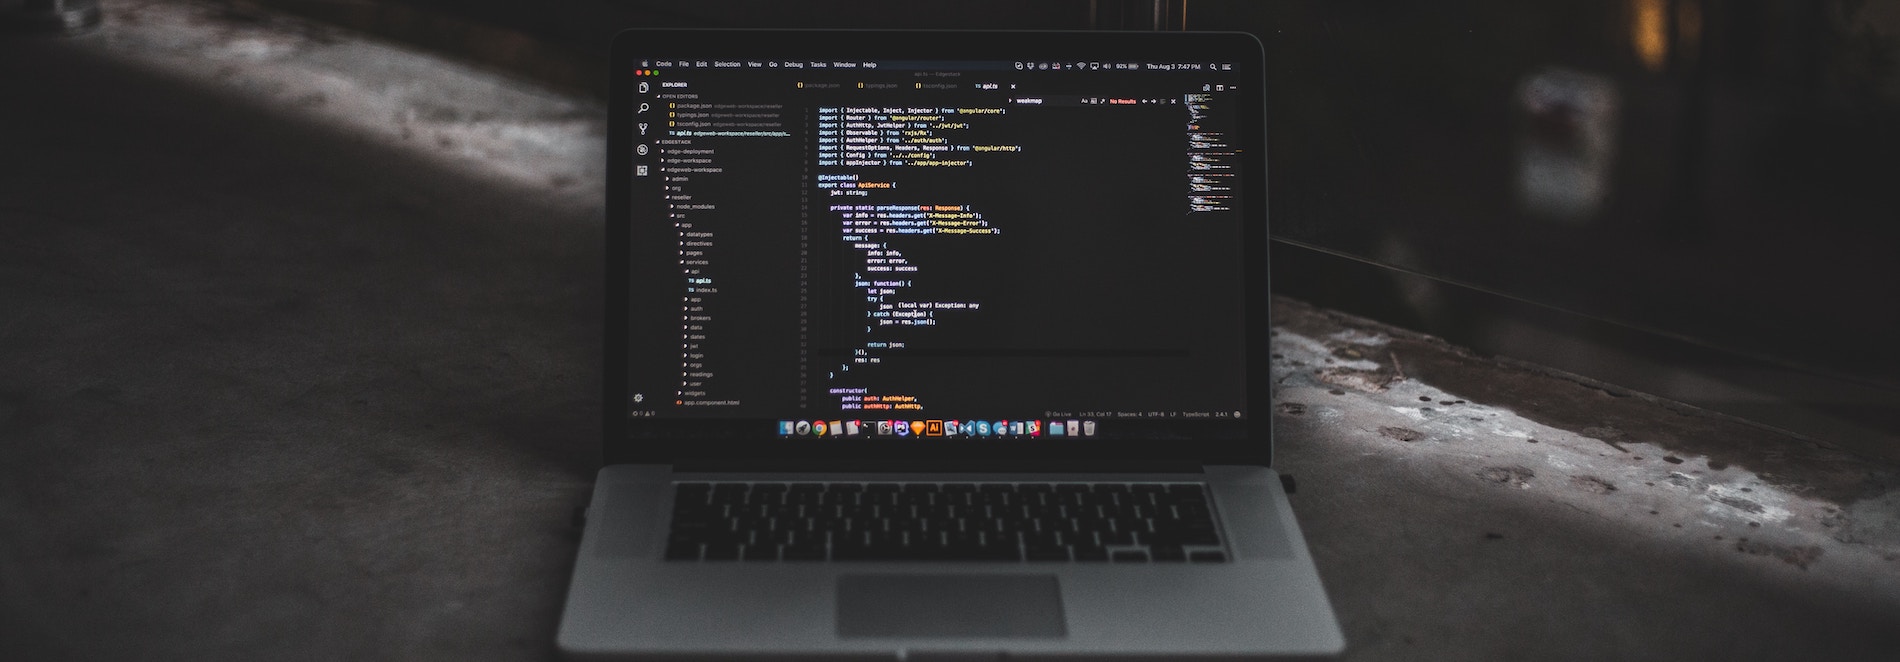 Code File Edit Selection View Go Debug Tasks Window Help
92% Thu Aug 3 7:47 PM
api.ts — Edgestack
EXPLORER
OPEN EDITORS
package.json edgeweb-workspace/reseller
typings.json edgeweb-workspace/reseller
tsconfig.json edgeweb-workspace/reseller
TS api.ts edgeweb-workspace/reseller/src/app/s...
EDGESTACK
edge-deployment
edge-workspace
edgeweb-workspace
admin
org
reseller
node_modules
src
app
datatypes
directives
pages
services
api
TS api.ts
TS index.ts
app
auth
brokers
data
dates
jwt
login
orgs
readings
user
widgets
app.component.html
package.json typings.json tsconfig.json TS api.ts
weakmap Aa No Results
import { Injectable, Inject, Injector } from '@angular/core';
import { Router } from '@angular/router';
import { AuthHttp, JwtHelper } from '../jwt/jwt';
import { Observable } from 'rxjs/Rx';
import { AuthHelper } from '../auth/auth';
import { RequestOptions, Headers, Response } from '@angular/http';
import { Config } from '../../config';
import { appInjector } from '../app/app-injector';
@Injectable()
export class ApiService {
jwt: string;
private static parseResponse(res: Response) {
var info = res.headers.get('X-Message-Info');
var error = res.headers.get('X-Message-Error');
var success = res.headers.get('X-Message-Success');
return {
message: {
info: info,
error: error,
success: success
},
json: function() {
let json;
try {
json (local var) Exception: any
} catch (Exception) {
json = res.json();
}
return json;
}(),
res: res
};
}
constructor(
public auth: AuthHelper,
public authHttp: AuthHttp,
0 0
Go Live Ln 33, Col 17 Spaces: 4 UTF-8 LF TypeScript 2.4.1
Ai